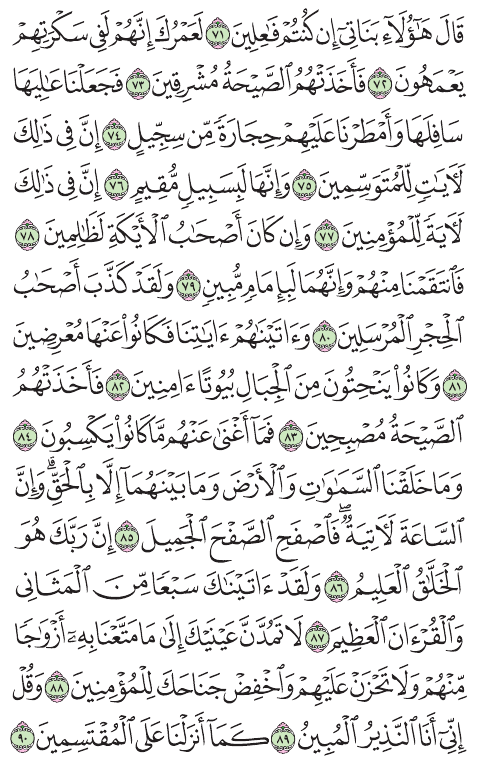 قَالَ هَٰٓؤُلَآءِ بَنَاتِىٓ إِن كُنتُمْ فَٰعِلِينَ ٧١ لَعَمْرُكَ إِنَّهُمْ لَفِى سَكْرَتِهِمْ
يَعْمَهُونَ ٧٢ فَأَخَذَتْهُمُ ٱلصَّيْحَةُ مُشْرِقِينَ ٧٣ فَجَعَلْنَا عَٰلِيَهَا
سَافِلَهَا وَأَمْطَرْنَا عَلَيْهِمْ حِجَارَةً مِّن سِجِّيلٍ ٧٤ إِنَّ فِى ذَٰلِكَ
لَءَايَٰتٍ لِّلْمُتَوَسِّمِينَ ٧٥ وَإِنَّهَا لَبِسَبِيلٍ مُّقِيمٍ ٧٦ إِنَّ فِى ذَٰلِكَ
لَءَايَةً لِّلْمُؤْمِنِينَ ٧٧ وَإِن كَانَ أَصْحَٰبُ ٱلْأَيْكَةِ لَظَٰلِمِينَ ٧٨
فَٱنتَقَمْنَا مِنْهُمْ وَإِنَّهُمَا لَبِإِمَامٍ مُّبِينٍ ٧٩ وَلَقَدْ كَذَّبَ أَصْحَٰبُ
ٱلْحِجْرِ ٱلْمُرْسَلِينَ ٨٠ وَءَاتَيْنَٰهُمْ ءَايَٰتِنَا فَكَانُوا۟ عَنْهَا مُعْرِضِينَ
٨١ وَكَانُوا۟ يَنْحِتُونَ مِنَ ٱلْجِبَالِ بُيُوتًا ءَامِنِينَ ٨٢ فَأَخَذَتْهُمُ
ٱلصَّيْحَةُ مُصْبِحِينَ ٨٣ فَمَآ أَغْنَىٰ عَنْهُم مَّا كَانُوا۟ يَكْسِبُونَ ٨٤
وَمَا خَلَقْنَا ٱلسَّمَٰوَٰتِ وَٱلْأَرْضَ وَمَا بَيْنَهُمَآ إِلَّا بِٱلْحَقِّ ۗ وَإِنَّ
ٱلسَّاعَةَ لَءَاتِيَةٌ ۖ فَٱصْفَحِ ٱلصَّفْحَ ٱلْجَمِيلَ ٨٥ إِنَّ رَبَّكَ هُوَ
ٱلْخَلَّٰقُ ٱلْعَلِيمُ ٨٦ وَلَقَدْ ءَاتَيْنَٰكَ سَبْعًا مِّنَ ٱلْمَثَانِى
وَٱلْقُرْءَانَ ٱلْعَظِيمَ ٨٧ لَا تَمُدَّنَّ عَيْنَيْكَ إِلَىٰ مَا مَتَّعْنَا بِهِۦٓ أَزْوَٰجًا
مِّنْهُمْ وَلَا تَحْزَنْ عَلَيْهِمْ وَٱخْفِضْ جَنَاحَكَ لِلْمُؤْمِنِينَ ٨٨ وَقُلْ
إِنِّىٓ أَنَا ٱلنَّذِيرُ ٱلْمُبِينُ ٨٩ كَمَآ أَنزَلْنَا عَلَى ٱلْمُقْتَسِمِينَ ٩٠